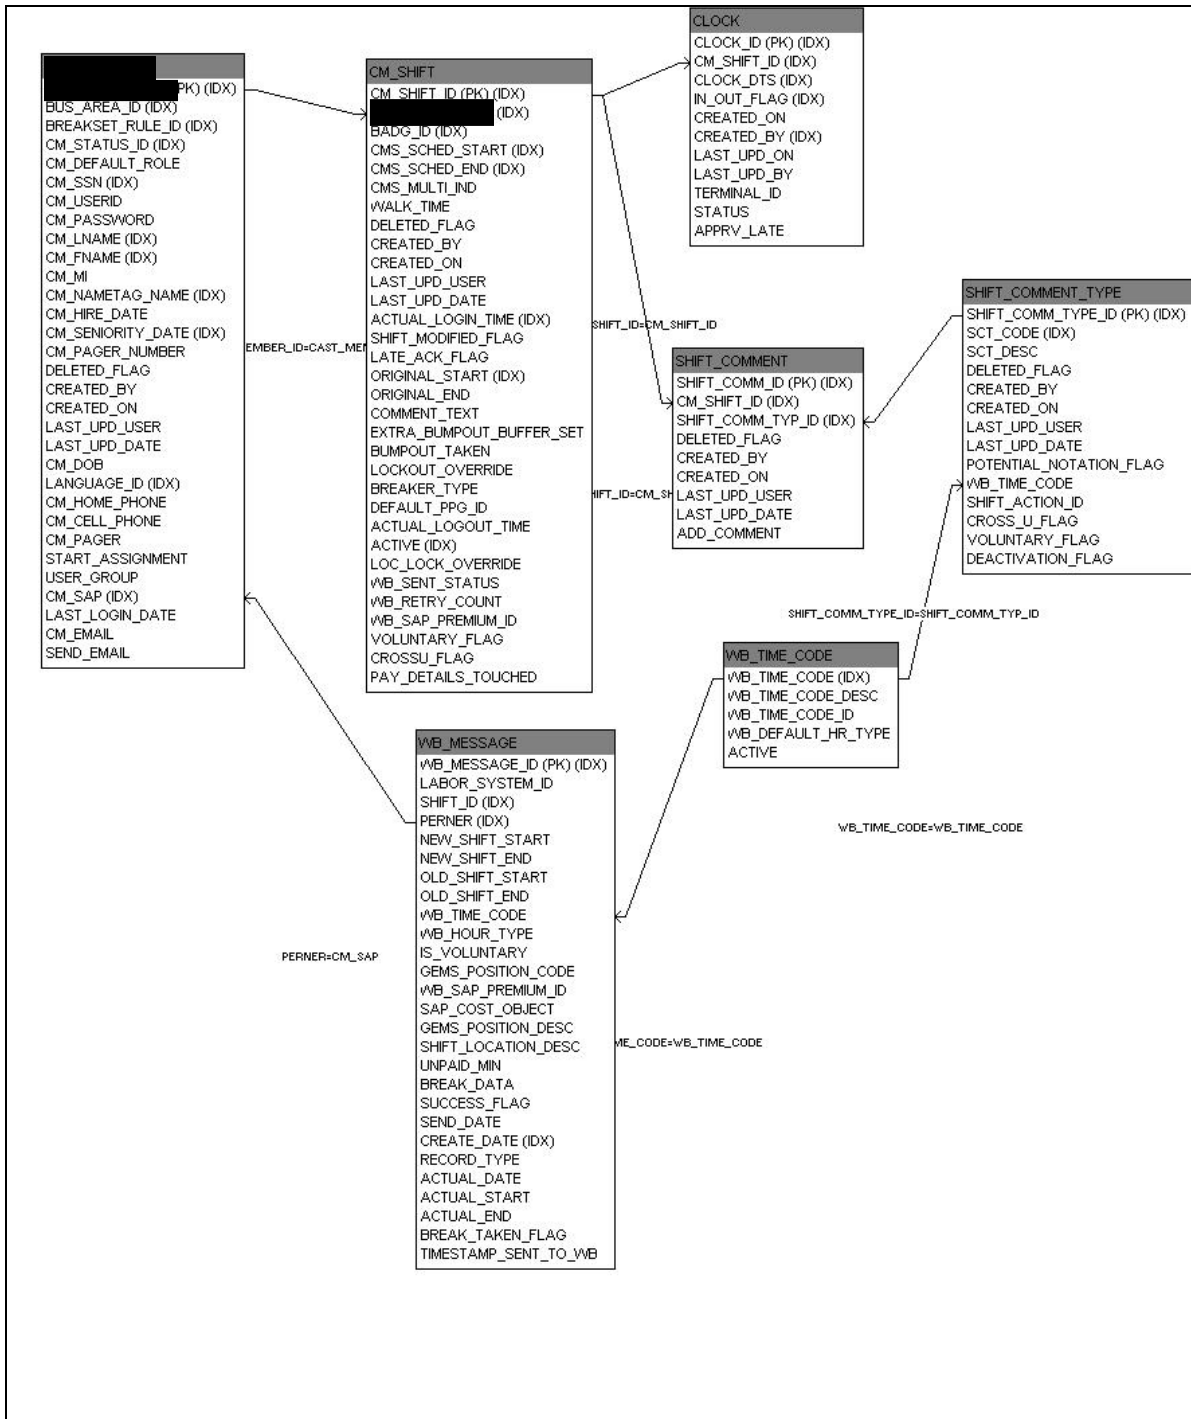 PK) (IDX)
BUS_AREA_ID (IDX)
BREAKSET_RULE_ID (IDX)
CM_STATUS_ID (IDX)
CM_DEFAULT_ROLE
CM_SSN (IDX)
CM_USERID
CM_PASSWORD
CM_LNAME (IDX)
CM_FNAME (IDX)
CM_MI
CM_NAMETAG_NAME (IDX)
CM_HIRE_DATE
CM_SENIORITY_DATE (IDX)
CM_PAGER_NUMBER
DELETED_FLAG
CREATED_BY
CREATED_ON
LAST_UPD_USER
LAST_UPD_DATE
CM_DOB
LANGUAGE_ID (IDX)
CM_HOME_PHONE
CM_CELL_PHONE
CM_PAGER
START_ASSIGNMENT
USER_GROUP
CM_SAP (IDX)
LAST_LOGIN_DATE
CM_EMAIL
SEND_EMAIL
EMBER_ID=CAST_MEM
CM_SHIFT
CM_SHIFT_ID (PK) (IDX)
(IDX)
BADG_ID (IDX)
CMS_SCHED_START (IDX)
CMS_SCHED_END (IDX)
CMS_MULTI_IND
WALK_TIME
DELETED_FLAG
CREATED_BY
CREATED_ON
LAST_UPD_USER
LAST_UPD_DATE
ACTUAL_LOGIN_TIME (IDX)
SHIFT_MODIFIED_FLAG
LATE_ACK_FLAG
ORIGINAL_START (IDX)
ORIGINAL_END
COMMENT_TEXT
EXTRA_BUMPOUT_BUFFER_SET
BUMPOUT_TAKEN
LOCKOUT_OVERRIDE
BREAKER_TYPE
DEFAULT_PPG_ID
ACTUAL_LOGOUT_TIME
ACTIVE (IDX)
LOC_LOCK_OVERRIDE
WB_SENT_STATUS
WB_RETRY_COUNT
WB_SAP_PREMIUM_ID
VOLUNTARY_FLAG
CROSSU_FLAG
PAY_DETAILS_TOUCHED
CLOCK
CLOCK_ID (PK) (IDX)
CM_SHIFT_ID (IDX)
CLOCK_DTS (IDX)
IN_OUT_FLAG (IDX)
CREATED_ON
CREATED_BY (IDX)
LAST_UPD_ON
LAST_UPD_BY
TERMINAL_ID
STATUS
APPRV_LATE
SHIFT_ID=CM_SHIFT_ID
SHIFT_COMMENT
SHIFT_COMM_ID (PK) (IDX)
CM_SHIFT_ID (IDX)
SHIFT_COMM_TYP_ID (IDX)
DELETED_FLAG
CREATED_BY
CREATED_ON
LAST_UPD_USER
LAST_UPD_DATE
ADD_COMMENT
HIFT_ID=CM_SH
SHIFT_COMMENT_TYPE
SHIFT_COMM_TYPE_ID (PK) (IDX)
SCT_CODE (IDX)
SCT_DESC
DELETED_FLAG
CREATED_BY
CREATED_ON
LAST_UPD_USER
LAST_UPD_DATE
POTENTIAL_NOTATION_FLAG
WB_TIME_CODE
SHIFT_ACTION_ID
CROSS_U_FLAG
VOLUNTARY_FLAG
DEACTIVATION_FLAG
SHIFT_COMM_TYPE_ID=SHIFT_COMM_TYP_ID
WB_TIME_CODE
WB_TIME_CODE (IDX)
WB_TIME_CODE_DESC
WB_TIME_CODE_ID
WB_DEFAULT_HR_TYPE
ACTIVE
WB_TIME_CODE=WB_TIME_CODE
WB_MESSAGE
WB_MESSAGE_ID (PK) (IDX)
LABOR_SYSTEM_ID
SHIFT_ID (IDX)
PERNER (IDX)
NEW_SHIFT_START
NEW_SHIFT_END
OLD_SHIFT_START
OLD_SHIFT_END
WB_TIME_CODE
WB_HOUR_TYPE
IS_VOLUNTARY
GEMS_POSITION_CODE
WB_SAP_PREMIUM_ID
SAP_COST_OBJECT
GEMS_POSITION_DESC
SHIFT_LOCATION_DESC
UNPAID_MIN
BREAK_DATA
SUCCESS_FLAG
SEND_DATE
CREATE_DATE (IDX)
RECORD_TYPE
ACTUAL_DATE
ACTUAL_START
ACTUAL_END
BREAK_TAKEN_FLAG
TIMESTAMP_SENT_TO_WB
PERNER=CM_SAP
ME_CODE=WB_TIME_CODE